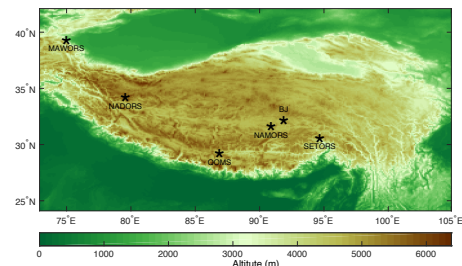 40°N
MAWORS
35°N
NADORS
BJ
NAMORS
30°N
SETORS
QOMS
25°N
75°E 80°E 85°E 90°E 95°E 100°E 105°E
0 1000 2000 3000 4000 5000 6000
Altitude (m)